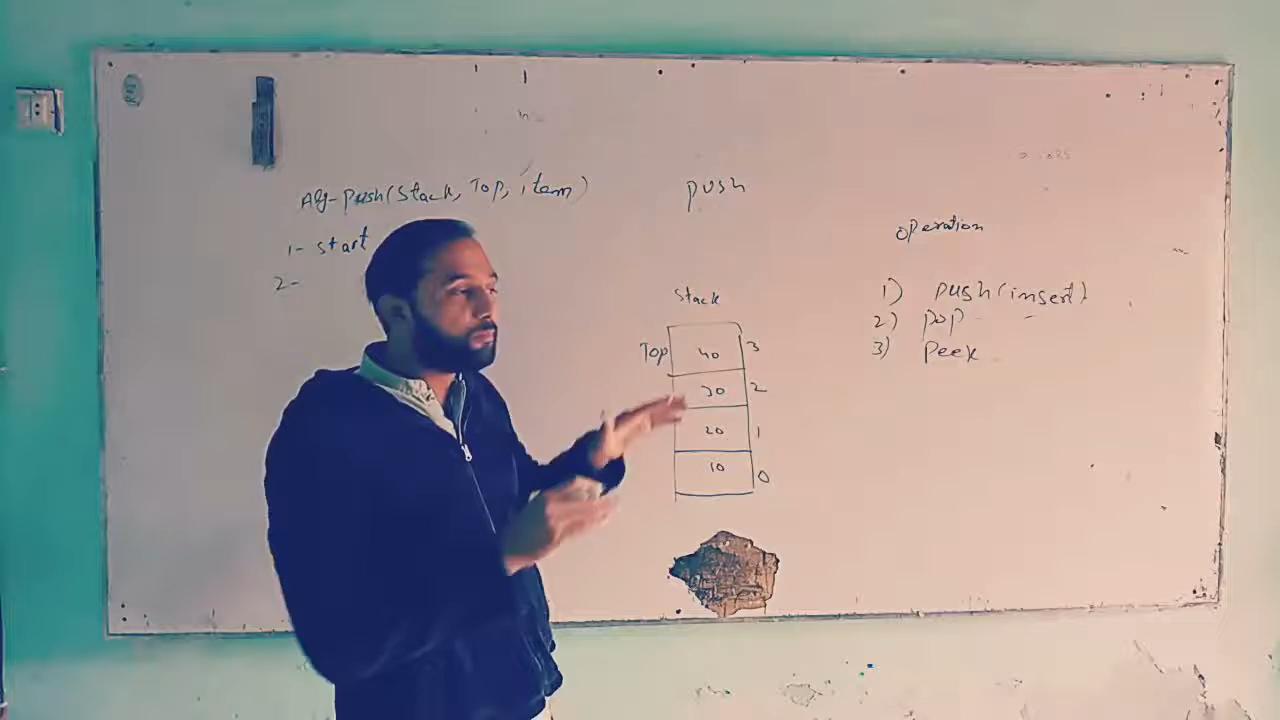 Alg-Push(Stack, Top, item)
1- Start
2-
push
Stack
Top 40 3
30 2
20 1
10 0
operation
1) push(insert)
2) pop
3) peek